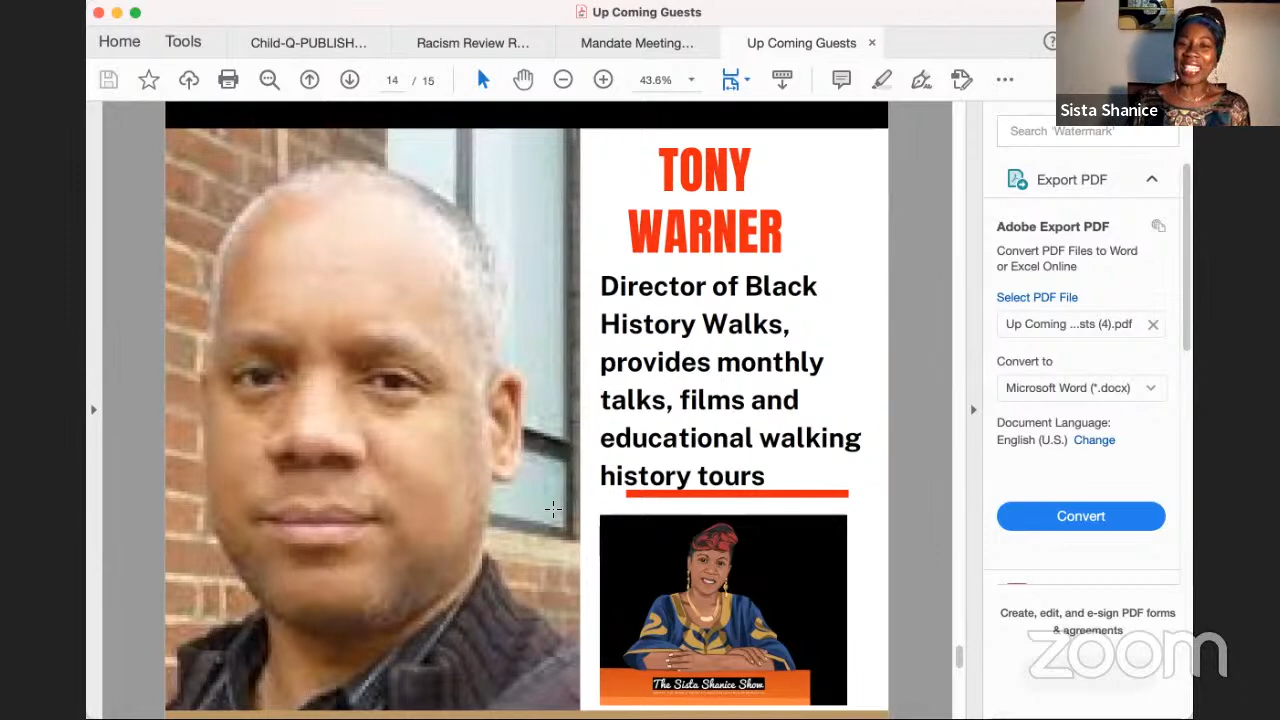 Up Coming Guests
Home Tools Child-Q-PUBLISH... Racism Review R... Mandate Meeting... Up Coming Guests
14 / 15 43.6%
Sista Shanice
Search 'Watermark'
TONY
WARNER
Director of Black
History Walks,
provides monthly
talks, films and
educational walking
history tours
The Sista Shanice Show
Export PDF
Adobe Export PDF
Convert PDF Files to Word
or Excel Online
Select PDF File
Up Coming ...sts (4).pdf
Convert to
Microsoft Word (*.docx)
Document Language:
English (U.S.) Change
Convert
Create, edit, and e-sign PDF forms
& agreements
zoom